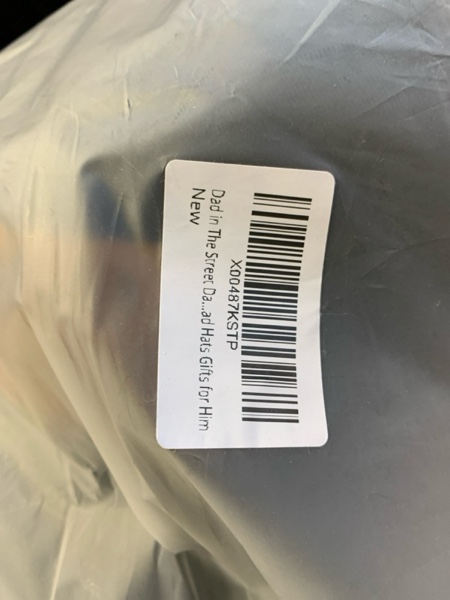 X00487KSTP
Dad in The Street Da...ad Hats Gifts for Him
New